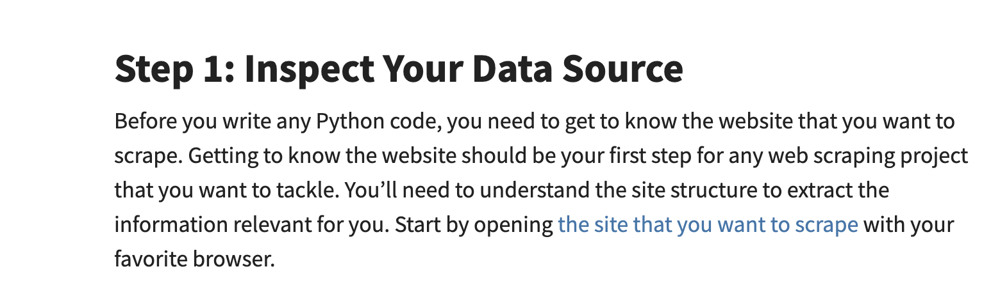 Step 1: Inspect Your Data Source
Before you write any Python code, you need to get to know the website that you want to
scrape. Getting to know the website should be your first step for any web scraping project
that you want to tackle. You’ll need to understand the site structure to extract the
information relevant for you. Start by opening the site that you want to scrape with your
favorite browser.